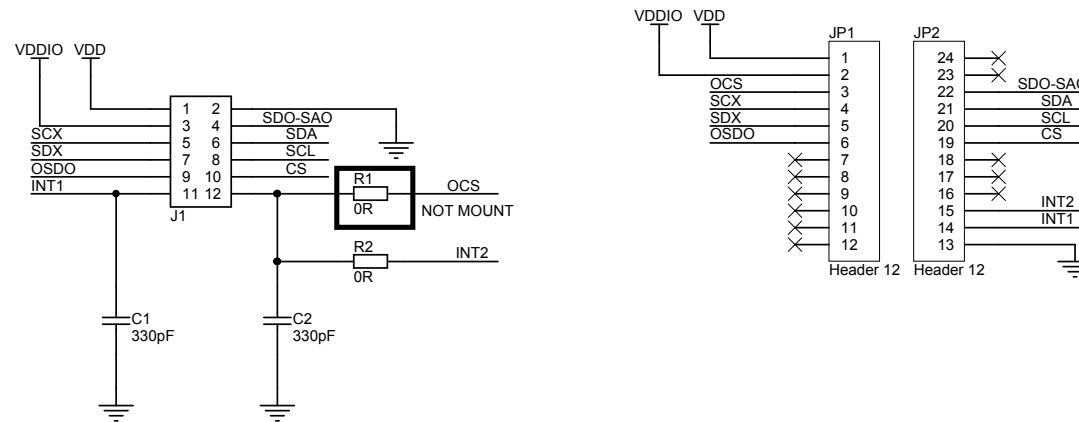 VDDIO VDD
1 2
3 4 SDO-SAO
SCX 5 6 SDA
SDX 7 8 SCL
OSDO 9 10 CS
INT1 11 12
J1
R1
0R
OCS
NOT MOUNT
R2
0R
INT2
C1
330pF
C2
330pF
VDDIO VDD
JP1
1
2
OCS 3
SCX 4
SDX 5
OSDO 6
7
8
9
10
11
12
Header 12
JP2
24
23
22 SDO-SAO
21 SDA
20 SCL
19 CS
18
17
16
15 INT2
14 INT1
13
Header 12